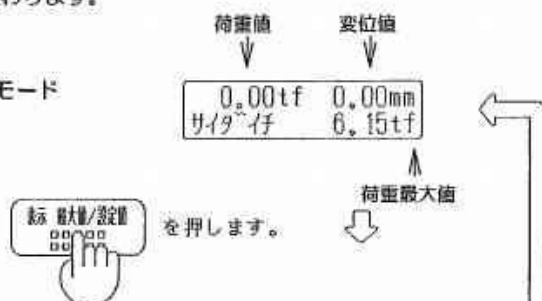 わります。
荷重値 変位値
モード
0.00tf 0.00mm
サイダイチ 6.15tf
荷重最大値
表示 最大値/設定値
を押します。